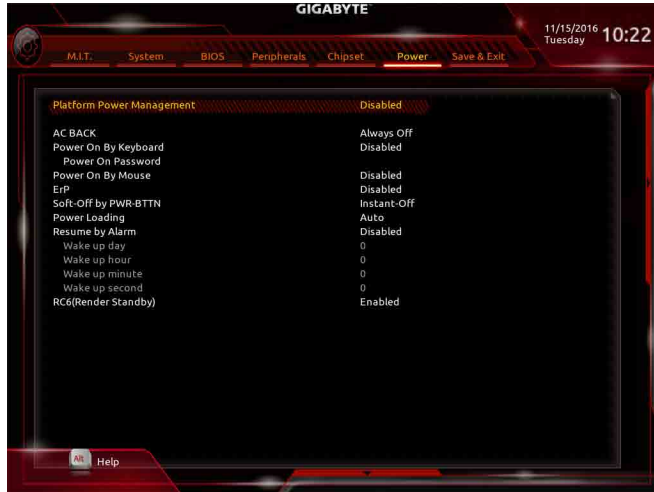 GIGABYTE
11/15/2016
Tuesday
10:22
M.I.T. System BIOS Peripherals Chipset Power Save & Exit
Platform Power Management Disabled
AC BACK Always Off
Power On By Keyboard Disabled
Power On Password
Power On By Mouse Disabled
ErP Disabled
Soft-Off by PWR-BTTN Instant-Off
Power Loading Auto
Resume by Alarm Disabled
Wake up day 0
Wake up hour 0
Wake up minute 0
Wake up second 0
RC6(Render Standby) Enabled
Alt Help